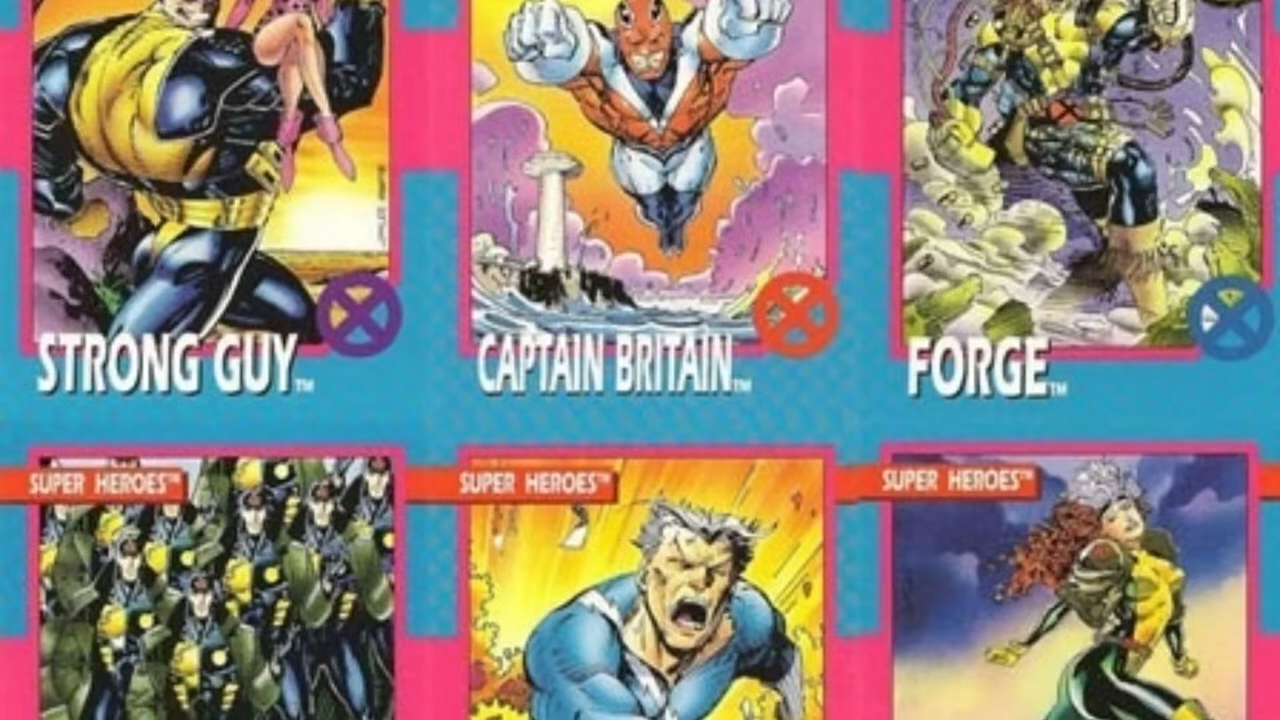 STRONG GUY™
CAPTAIN BRITAIN™
FORGE™
SUPER HEROES™
SUPER HEROES™
SUPER HEROES™